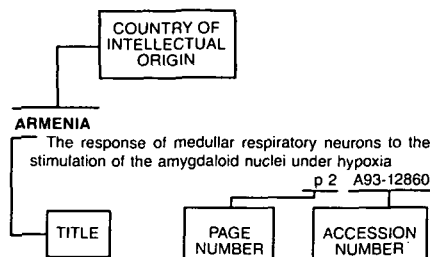 COUNTRY OF
INTELLECTUAL
ORIGIN
ARMENIA
The response of medullar respiratory neurons to the
stimulation of the amygdaloid nuclei under hypoxia
p 2 A93-12860
TITLE
PAGE
NUMBER
ACCESSION
NUMBER